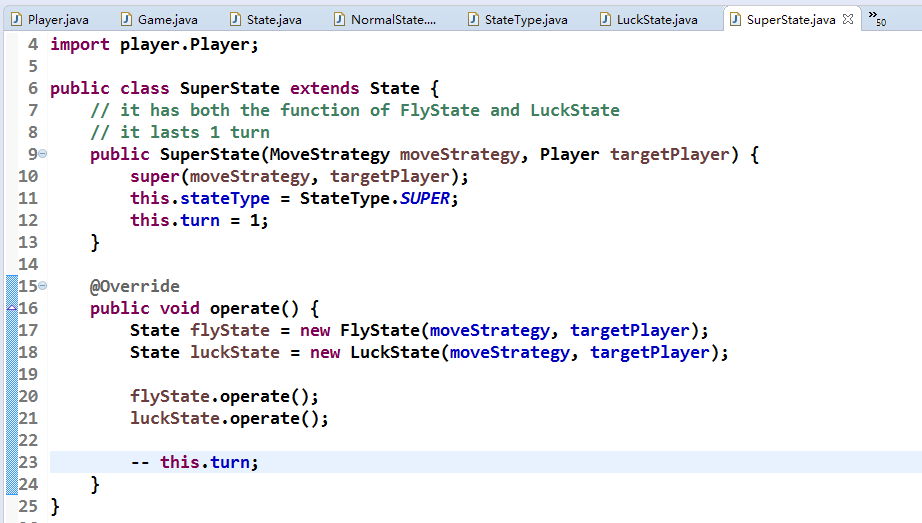 Player.java Game.java State.java NormalState.... StateType.java LuckState.java SuperState.java »50
4 import player.Player;
5
6 public class SuperState extends State {
7 // it has both the function of FlyState and LuckState
8 // it lasts 1 turn
9 public SuperState(MoveStrategy moveStrategy, Player targetPlayer) {
10 super(moveStrategy, targetPlayer);
11 this.stateType = StateType.SUPER;
12 this.turn = 1;
13 }
14
15 @Override
16 public void operate() {
17 State flyState = new FlyState(moveStrategy, targetPlayer);
18 State luckState = new LuckState(moveStrategy, targetPlayer);
19
20 flyState.operate();
21 luckState.operate();
22
23 -- this.turn;
24 }
25 }